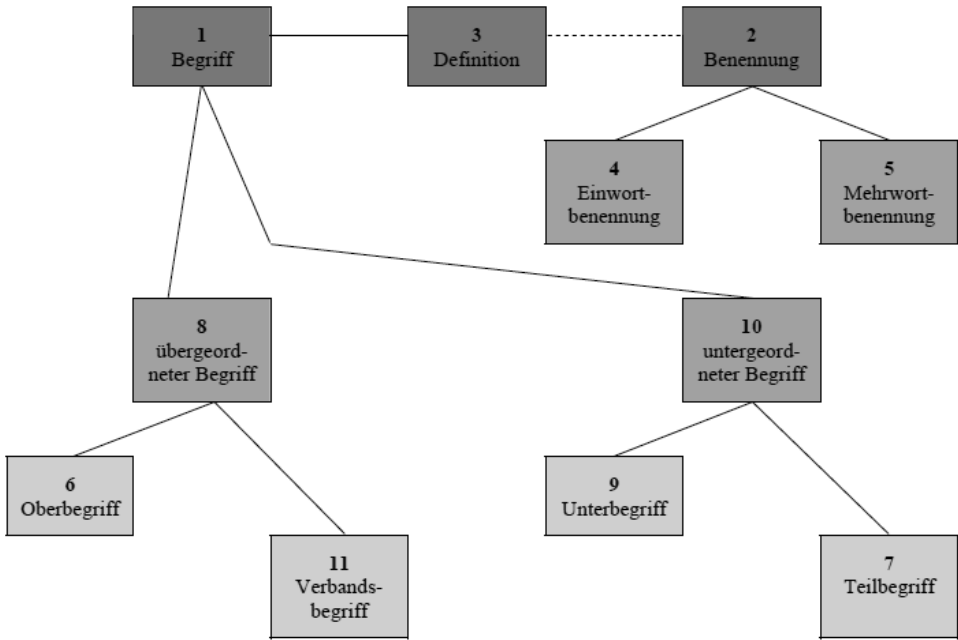 1
Begriff
3
Definition
2
Benennung
4
Einwort-
benennung
5
Mehrwort-
benennung
8
übergeord-
neter Begriff
10
untergeord-
neter Begriff
6
Oberbegriff
9
Unterbegriff
11
Verbands-
begriff
7
Teilbegriff